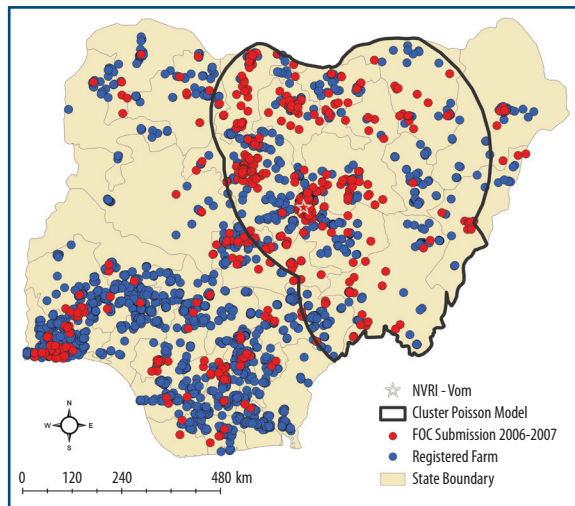 NVRI - Vom
Cluster Poisson Model
N
W E
FOC Submission 2006-2007
S
Registered Farm
State Boundary
0 120 240 480 km